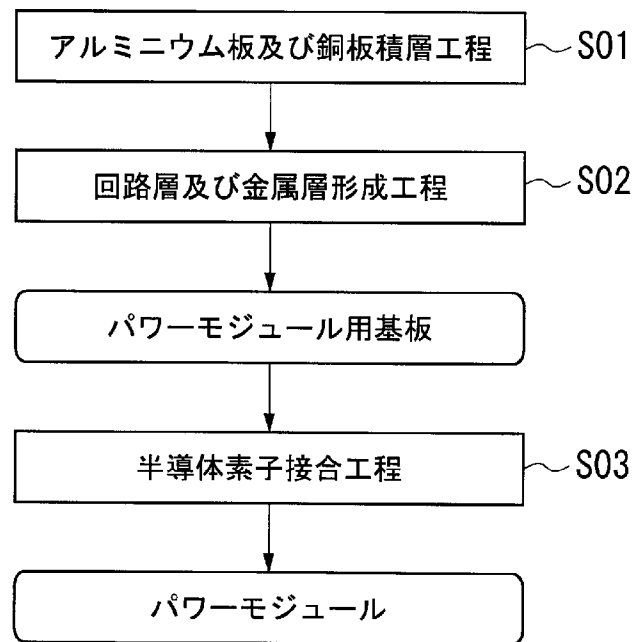 アルミニウム板及び銅板積層工程 S01
回路層及び金属層形成工程 S02
パワーモジュール用基板
半導体素子接合工程 S03
パワーモジュール